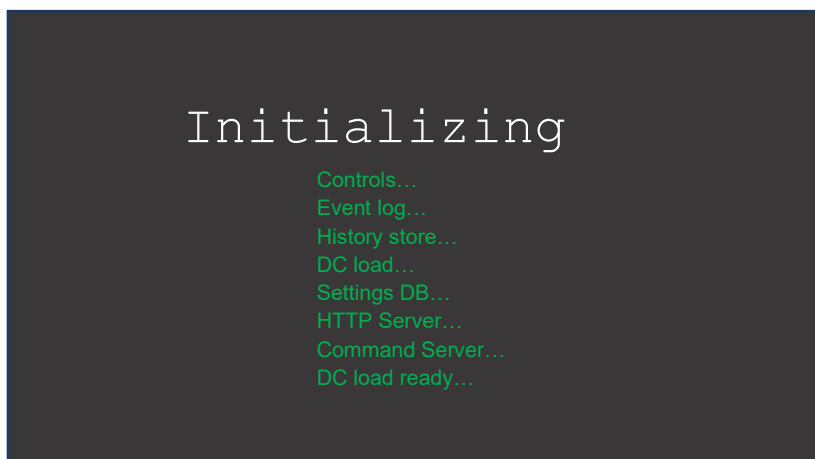 Initializing
Controls…
Event log…
History store…
DC load…
Settings DB…
HTTP Server…
Command Server…
DC load ready…